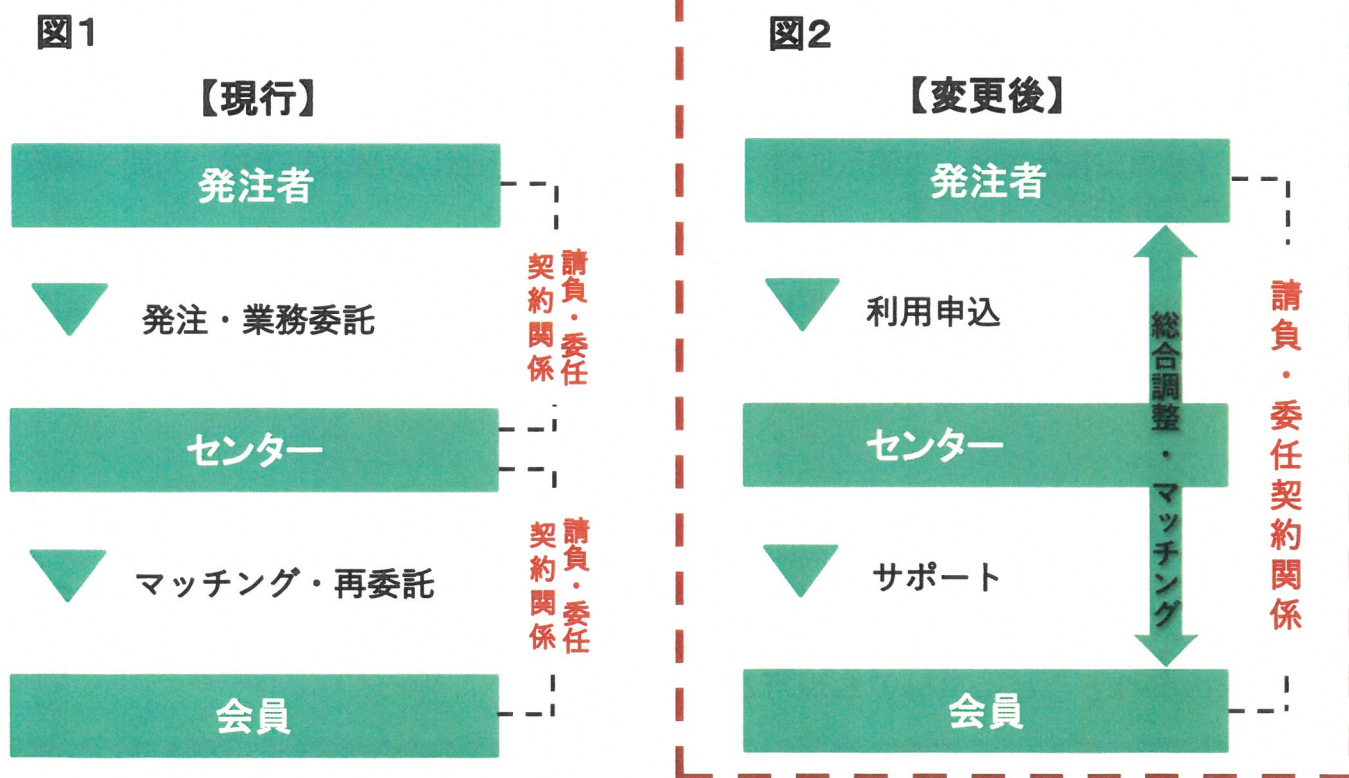 図1
【現行】
発注者
発注・業務委託
請負・委任
契約関係
センター
マッチング・再委託
請負・委任
契約関係
会員
図2
【変更後】
発注者
利用申込
総合調整・マッチング
請負・委任契約関係
センター
サポート
会員